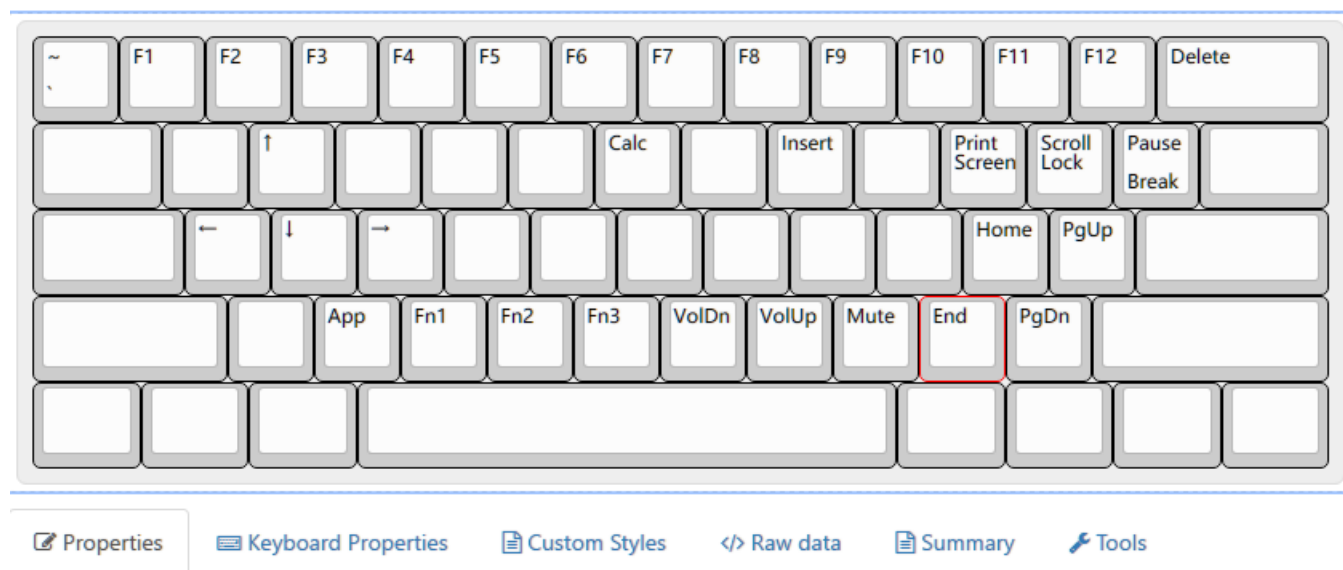 ~ F1 F2 F3 F4 F5 F6 F7 F8 F9 F10 F11 F12 Delete
`
↑ Calc Insert Print Scroll Pause
Screen Lock
Break
← ↓ → Home PgUp
App Fn1 Fn2 Fn3 VolDn VolUp Mute End PgDn
Properties Keyboard Properties Custom Styles </> Raw data Summary Tools